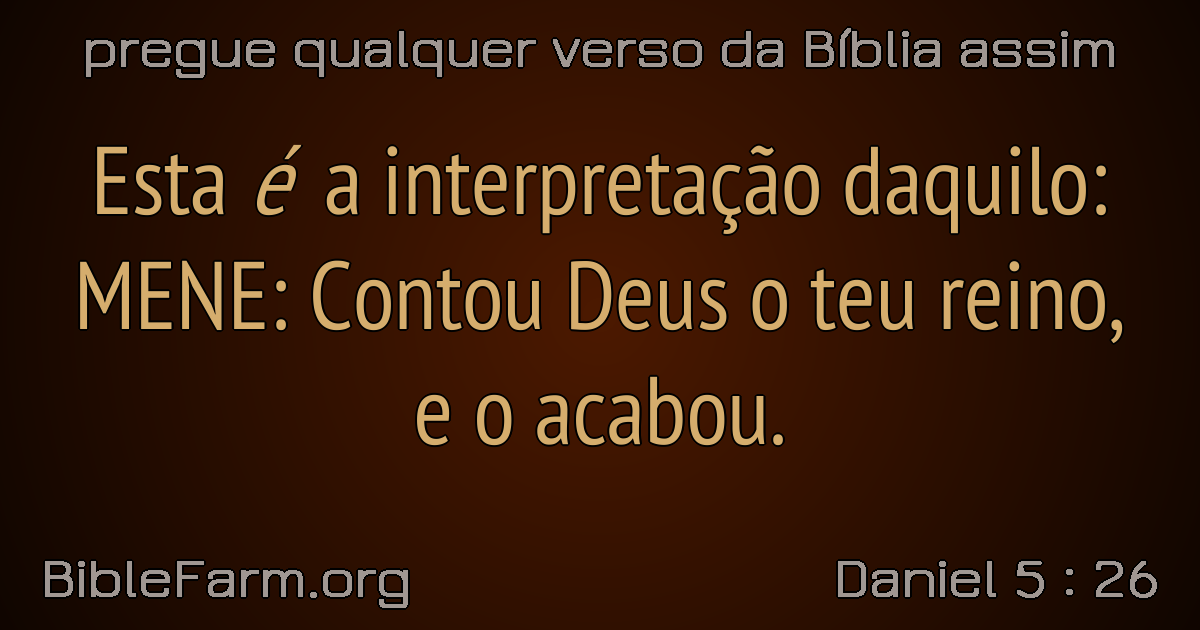 pregue qualquer verso da Bíblia assim
Esta é a interpretação daquilo:
MENE: Contou Deus o teu reino,
e o acabou.
BibleFarm.org
Daniel 5 : 26